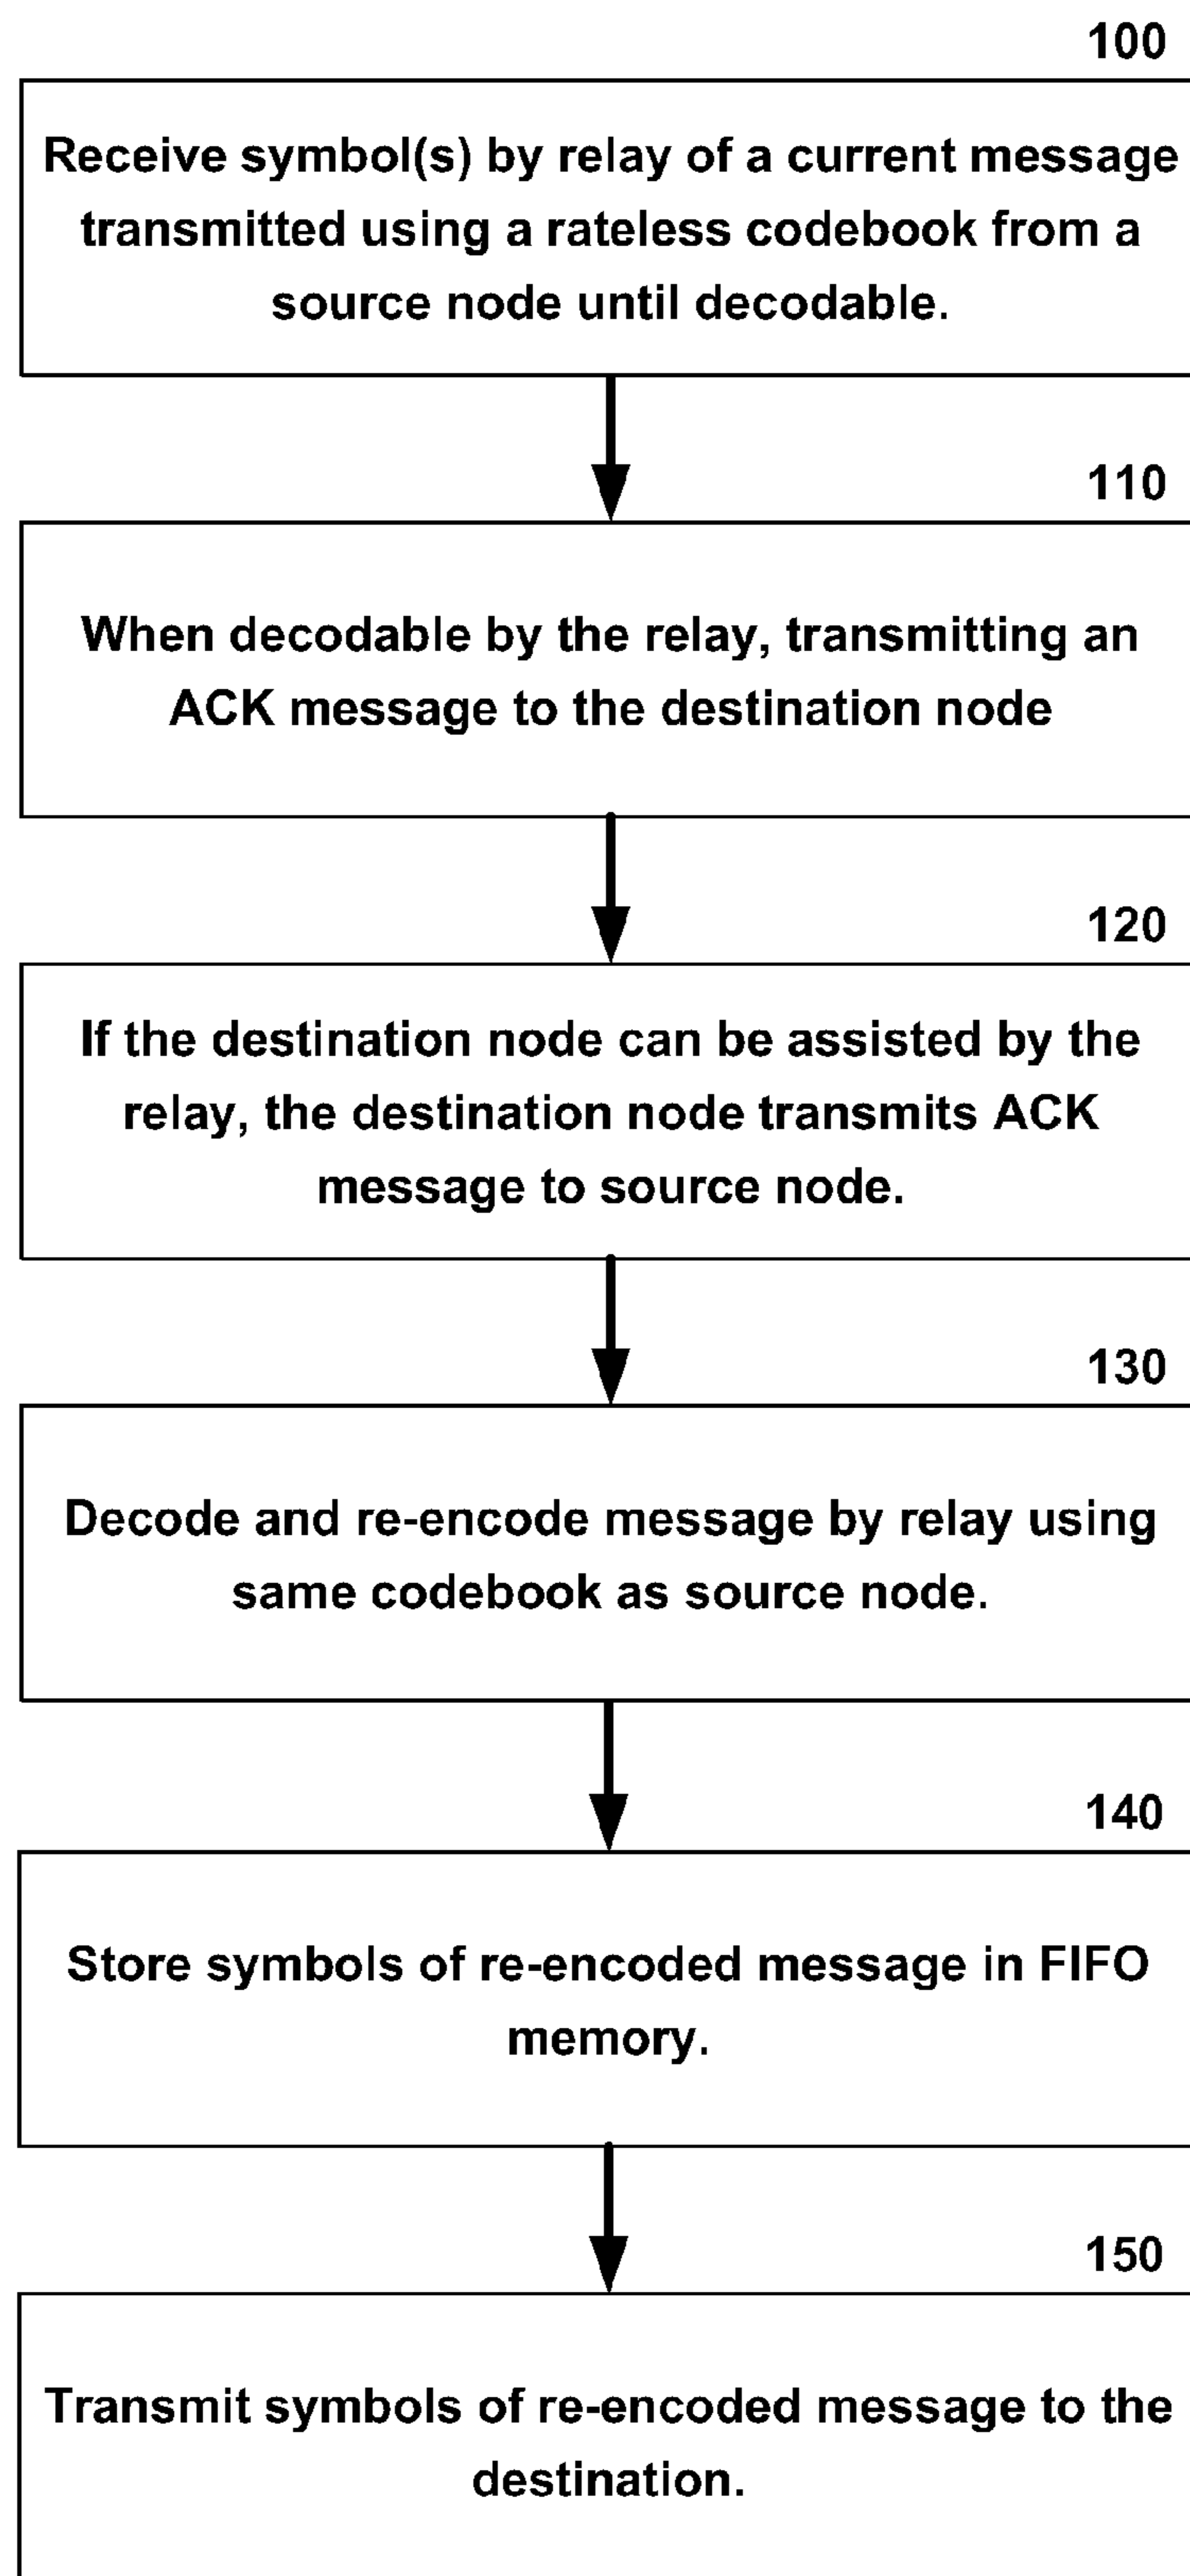 100
Receive symbol(s) by relay of a current message
transmitted using a rateless codebook from a
source node until decodable.
110
When decodable by the relay, transmitting an
ACK message to the destination node
120
If the destination node can be assisted by the
relay, the destination node transmits ACK
message to source node.
130
Decode and re-encode message by relay using
same codebook as source node.
140
Store symbols of re-encoded message in FIFO
memory.
150
Transmit symbols of re-encoded message to the
destination.